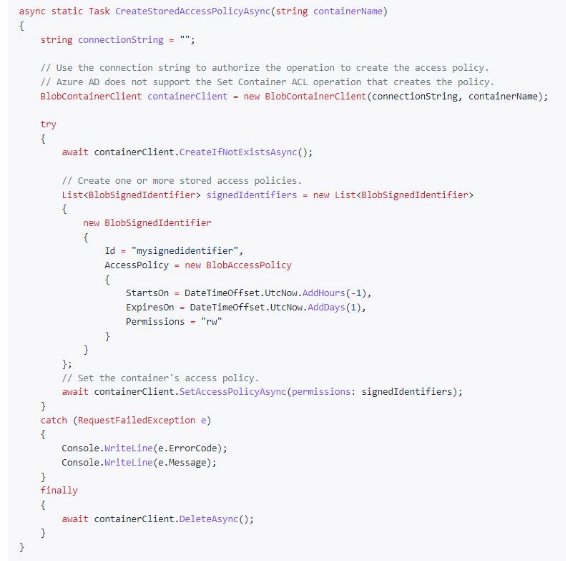 async static Task CreateStoredAccessPolicyAsync(string containerName)
{
string connectionString = "";
// Use the connection string to authorize the operation to create the access policy.
// Azure AD does not support the Set Container ACL operation that creates the policy.
BlobContainerClient containerClient = new BlobContainerClient(connectionString, containerName);
try
{
await containerClient.CreateIfNotExistsAsync();
// Create one or more stored access policies.
List<BlobSignedIdentifier> signedIdentifiers = new List<BlobSignedIdentifier>
{
new BlobSignedIdentifier
{
Id = "mysignedidentifier",
AccessPolicy = new BlobAccessPolicy
{
StartsOn = DateTimeOffset.UtcNow.AddHours(-1),
ExpiresOn = DateTimeOffset.UtcNow.AddDays(1),
Permissions = "rw"
}
}
};
// Set the container's access policy.
await containerClient.SetAccessPolicyAsync(permissions: signedIdentifiers);
}
catch (RequestFailedException e)
{
Console.WriteLine(e.ErrorCode);
Console.WriteLine(e.Message);
}
finally
{
await containerClient.DeleteAsync();
}
}